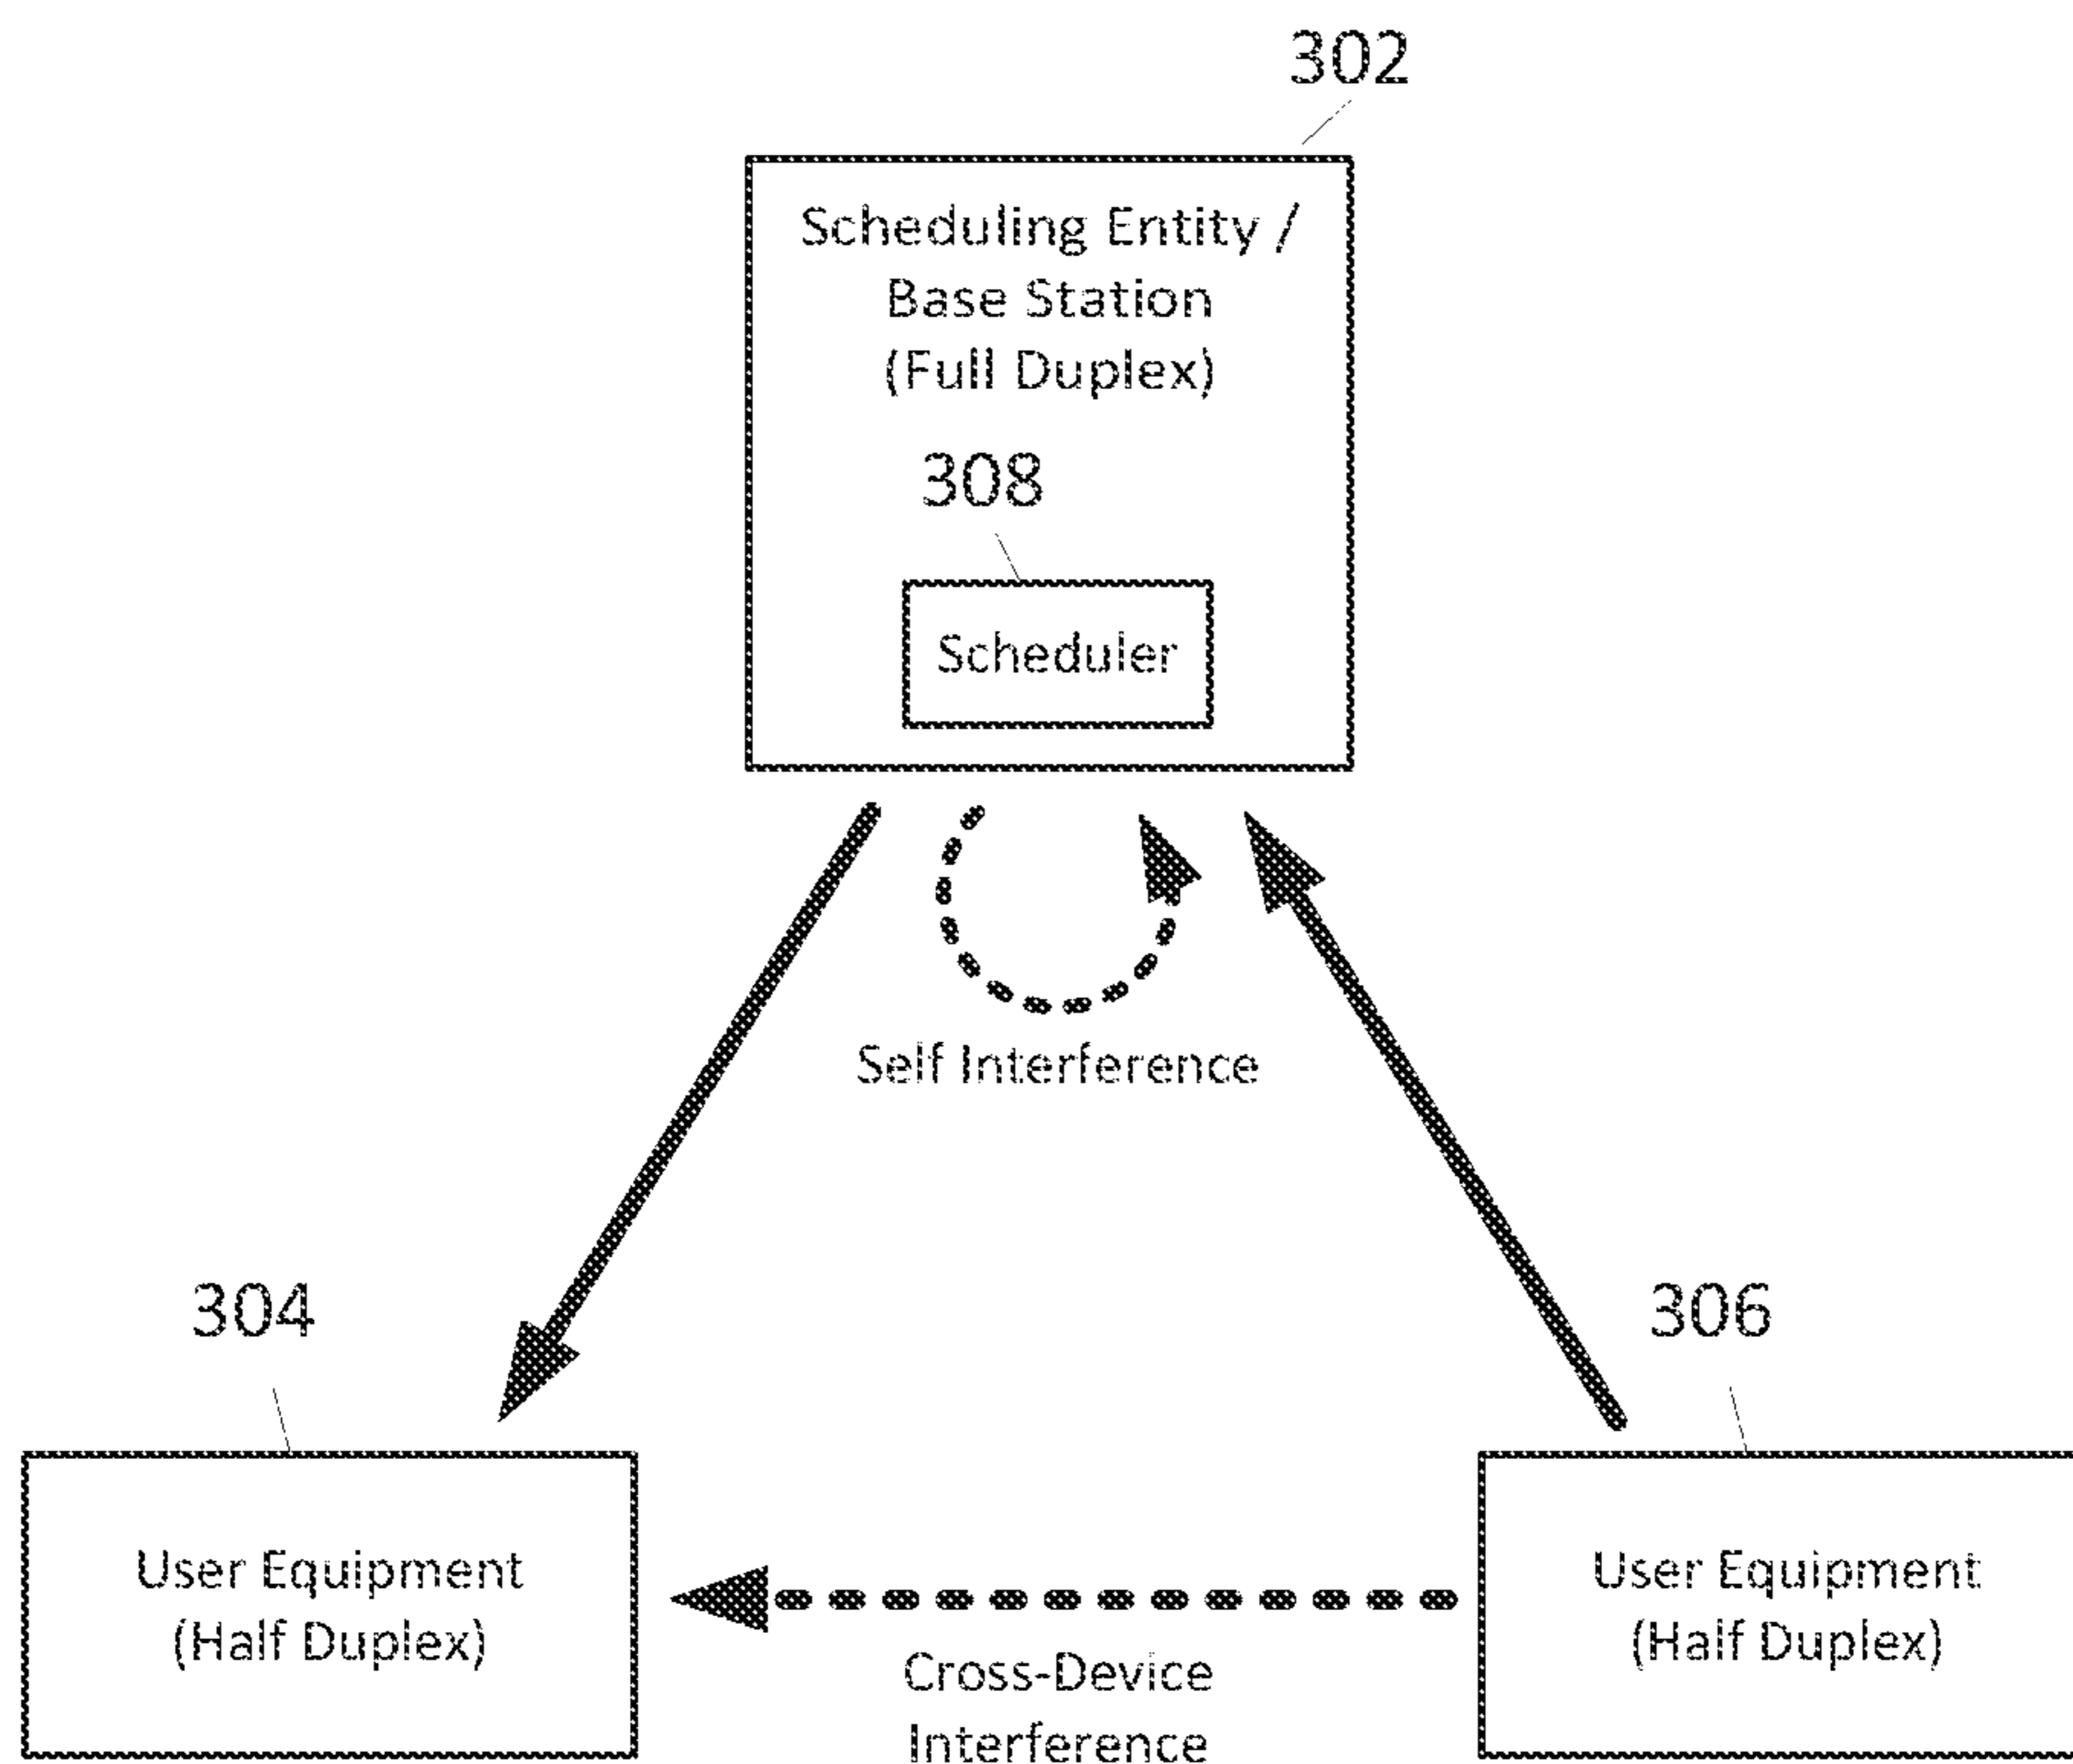 302
Scheduling Entity /
Base Station
(Full Duplex)
308
Scheduler
Self Interference
304
306
User Equipment
(Half Duplex)
User Equipment
(Half Duplex)
Cross-Device
Interference